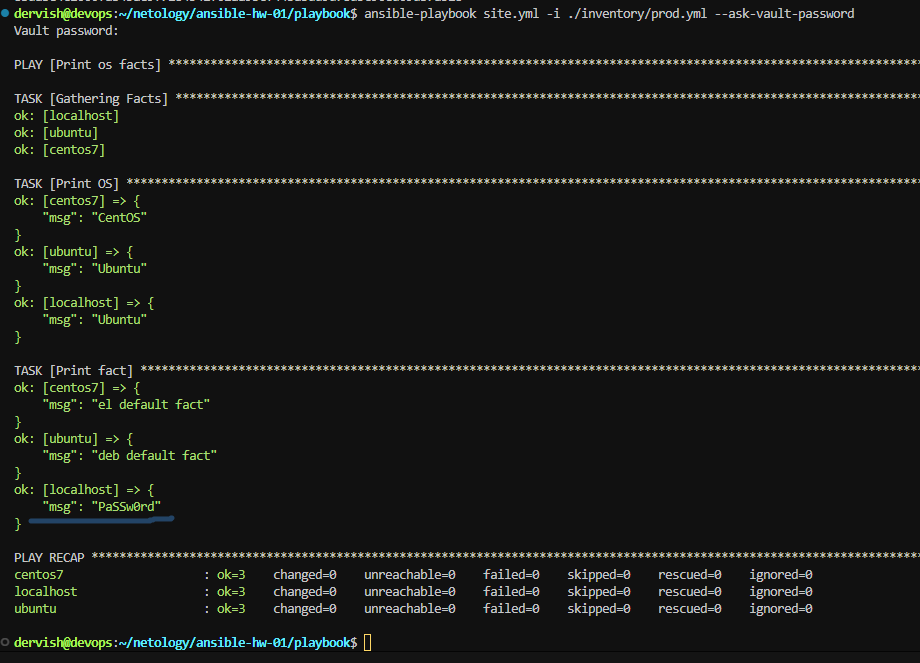 dervish@devops:~/netology/ansible-hw-01/playbook$ ansible-playbook site.yml -i ./inventory/prod.yml --ask-vault-password
Vault password:
PLAY [Print os facts] ***********************************************************************************************************
TASK [Gathering Facts] **********************************************************************************************************
ok: [localhost]
ok: [ubuntu]
ok: [centos7]
TASK [Print OS] *****************************************************************************************************************
ok: [centos7] => {
    "msg": "CentOS"
}
ok: [ubuntu] => {
    "msg": "Ubuntu"
}
ok: [localhost] => {
    "msg": "Ubuntu"
}
TASK [Print fact] ***************************************************************************************************************
ok: [centos7] => {
    "msg": "el default fact"
}
ok: [ubuntu] => {
    "msg": "deb default fact"
}
ok: [localhost] => {
    "msg": "PaSSw0rd"
}
PLAY RECAP **********************************************************************************************************************
centos7                    : ok=3    changed=0    unreachable=0    failed=0    skipped=0    rescued=0    ignored=0
localhost                  : ok=3    changed=0    unreachable=0    failed=0    skipped=0    rescued=0    ignored=0
ubuntu                     : ok=3    changed=0    unreachable=0    failed=0    skipped=0    rescued=0    ignored=0
dervish@devops:~/netology/ansible-hw-01/playbook$